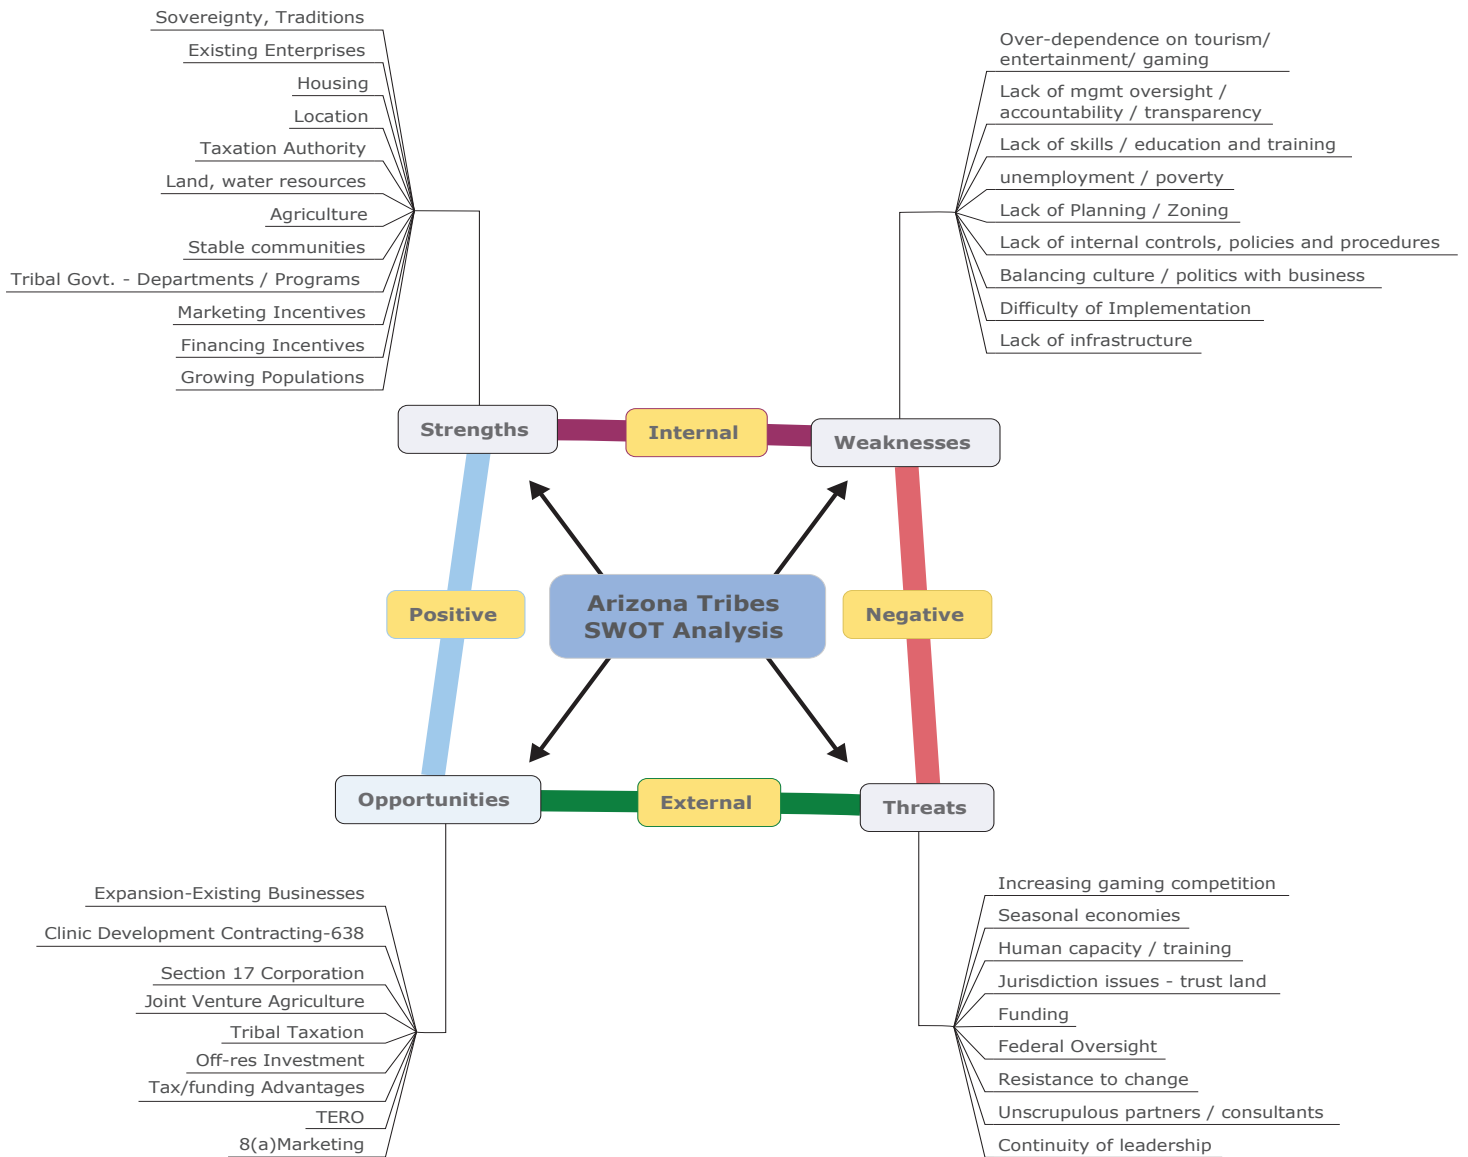 Sovereignty, Traditions
Existing Enterprises
Housing
Location
Taxation Authority
Land, water resources
Agriculture
Stable communities
Tribal Govt. - Departments / Programs
Marketing Incentives
Financing Incentives
Growing Populations
Over-dependence on tourism/
entertainment/ gaming
Lack of mgmt oversight /
accountability / transparency
Lack of skills / education and training
unemployment / poverty
Lack of Planning / Zoning
Lack of internal controls, policies and procedures
Balancing culture / politics with business
Difficulty of Implementation
Lack of infrastructure
Strengths
Internal
Weaknesses
Positive
Arizona Tribes
SWOT Analysis
Negative
Opportunities
External
Threats
Expansion-Existing Businesses
Clinic Development Contracting-638
Section 17 Corporation
Joint Venture Agriculture
Tribal Taxation
Off-res Investment
Tax/funding Advantages
TERO
8(a)Marketing
Increasing gaming competition
Seasonal economies
Human capacity / training
Jurisdiction issues - trust land
Funding
Federal Oversight
Resistance to change
Unscrupulous partners / consultants
Continuity of leadership